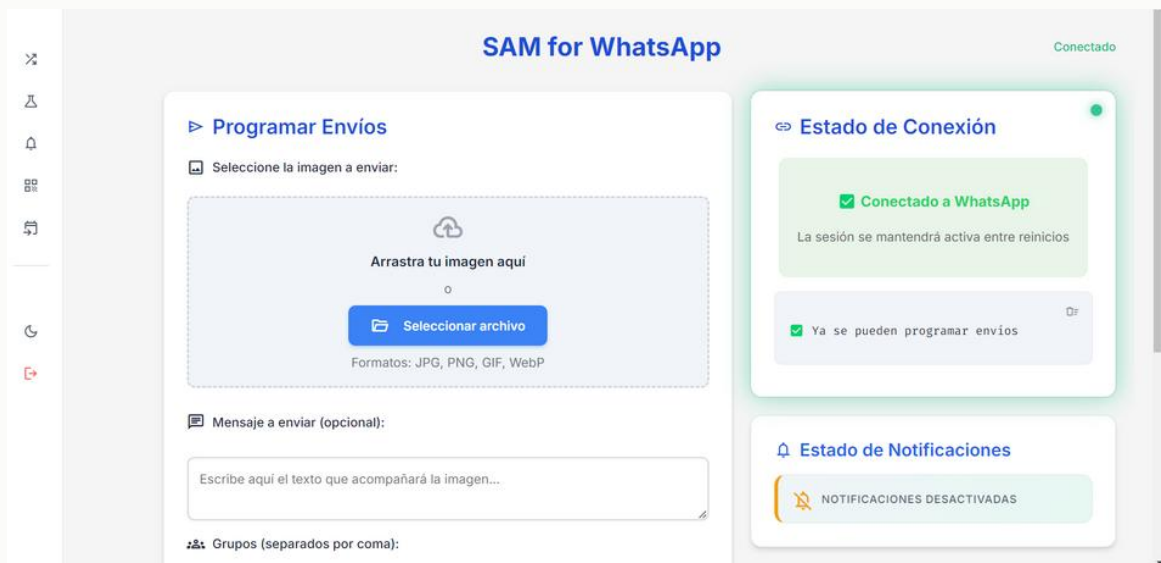 SAM for WhatsApp
Conectado
Programar Envíos
Seleccione la imagen a enviar:
Arrastra tu imagen aquí
o
Seleccionar archivo
Formatos: JPG, PNG, GIF, WebP
Mensaje a enviar (opcional):
Escribe aquí el texto que acompañará la imagen...
Grupos (separados por coma):
Estado de Conexión
Conectado a WhatsApp
La sesión se mantendrá activa entre reinicios
Ya se pueden programar envíos
Estado de Notificaciones
NOTIFICACIONES DESACTIVADAS